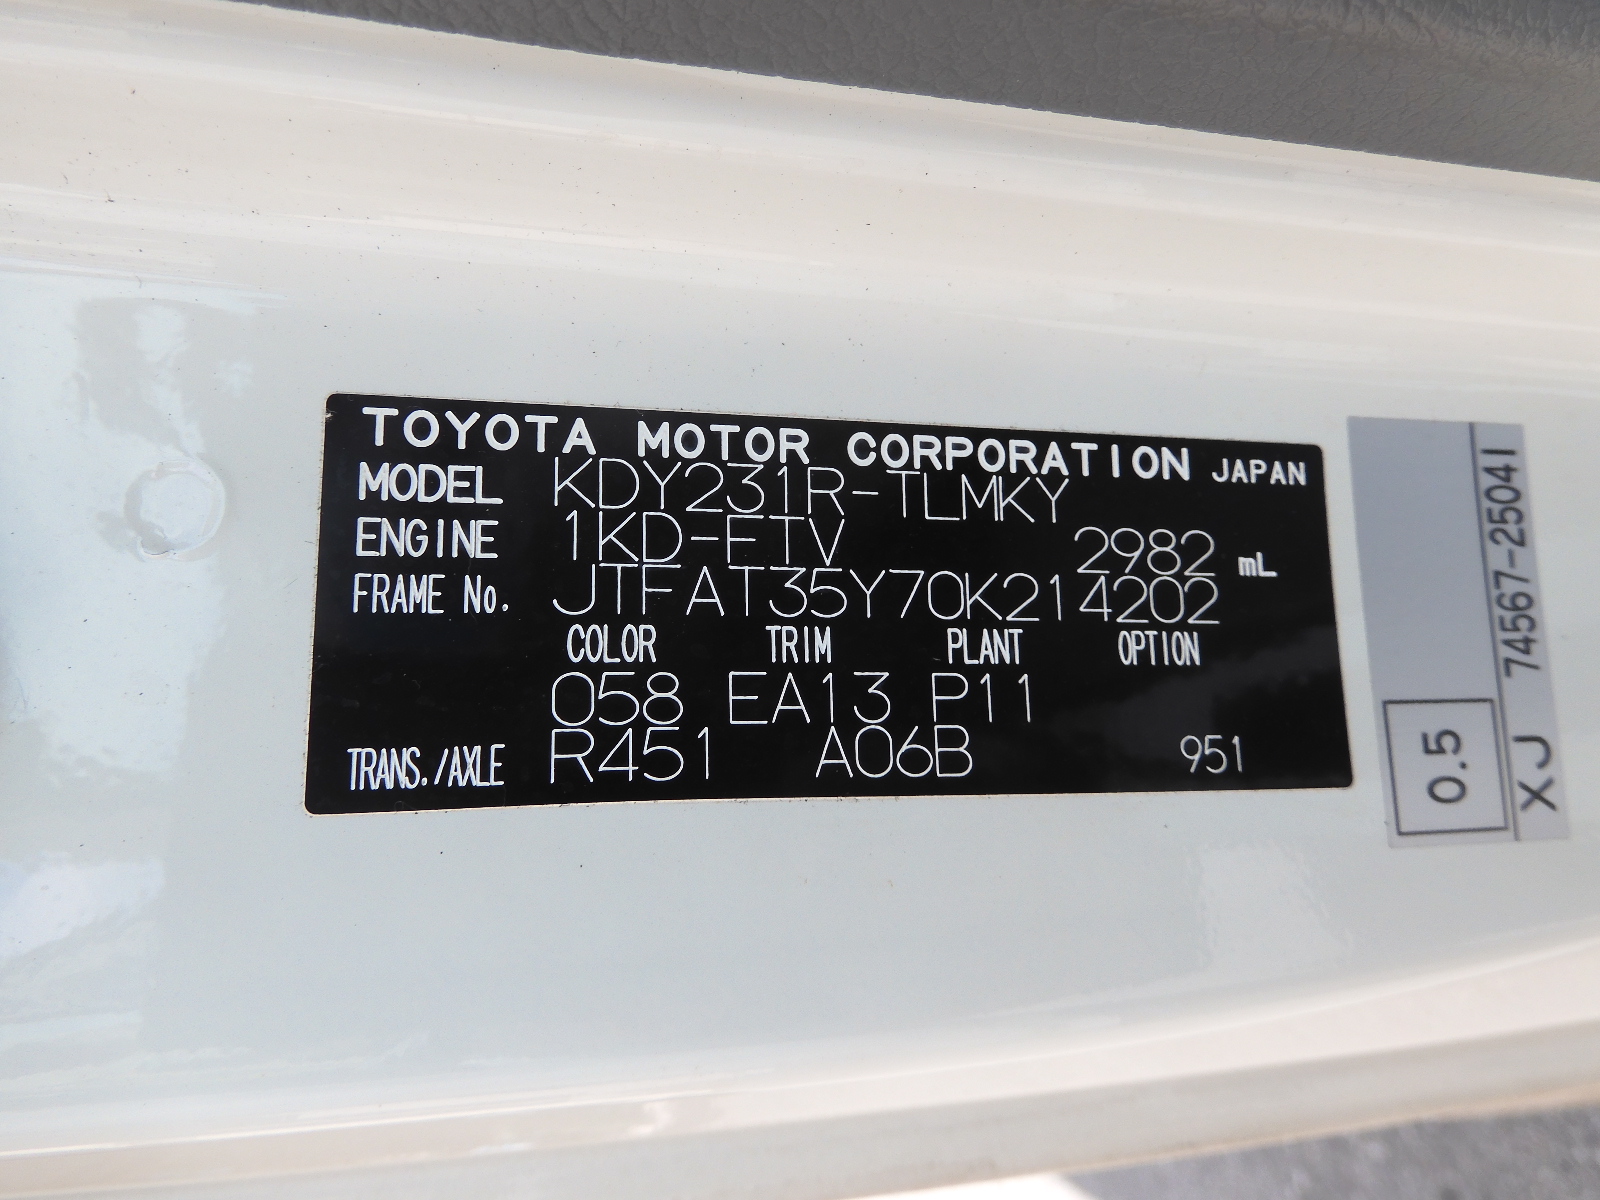 TOYOTA MOTOR CORPORATION JAPAN
MODEL KDY231R-TLMKY
ENGINE 1KD-FTV 2982 mL
FRAME No. JTFAT35Y70K214202
COLOR TRIM PLANT OPTION
058 EA13 P11
TRANS./AXLE R451 A06B 951
0.5
XJ 74567-25041